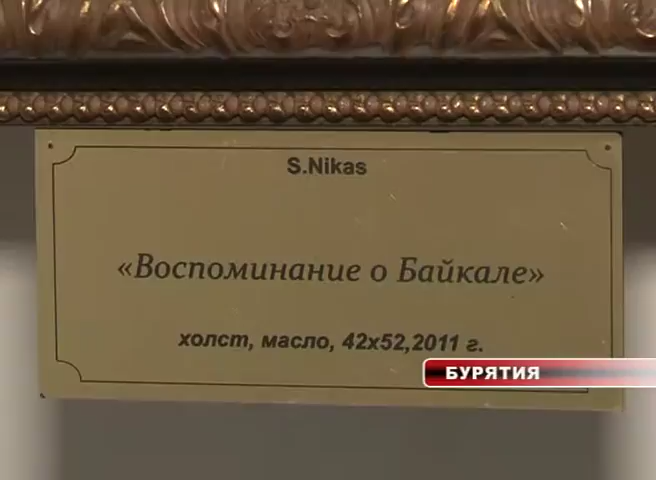 S.Nikas
«Воспоминание о Байкале»
холст, масло, 42х52,2011 г.
БУРЯТИЯ